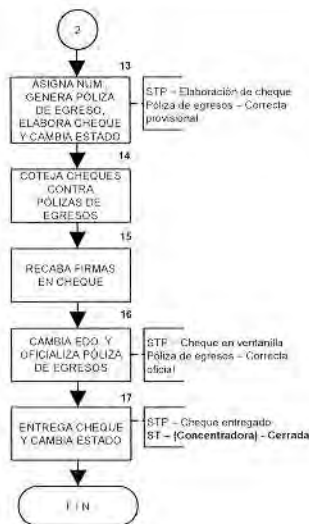 2
13
ASIGNA NUM.
GENERA PÓLIZA
DE EGRESO,
ELABORA CHEQUE
Y CAMBIA ESTADO
STP – Elaboración de cheque
Póliza de egresos – Correcta
provisional
14
COTEJA CHEQUES
CONTRA
PÓLIZAS DE
EGRESOS
15
RECABA FIRMAS
EN CHEQUE
16
CAMBIA EDO. Y
OFICIALIZA PÓLIZA
DE EGRESOS
STP – Cheque en ventanilla
Póliza de egresos – Correcta
oficial
17
ENTREGA CHEQUE
Y CAMBIA ESTADO
STP – Cheque entregado
ST – (Concentradora) - Cerrada
F I N